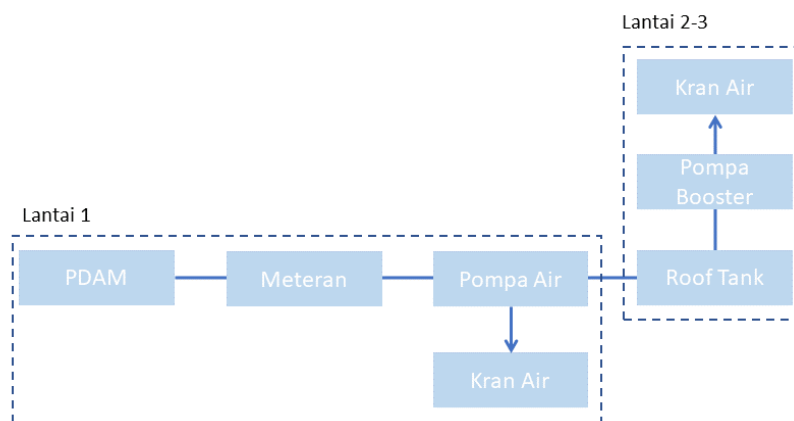 Lantai 2-3
Kran Air
Pompa
Booster
Lantai 1
PDAM
Meteran
Pompa Air
Roof Tank
Kran Air